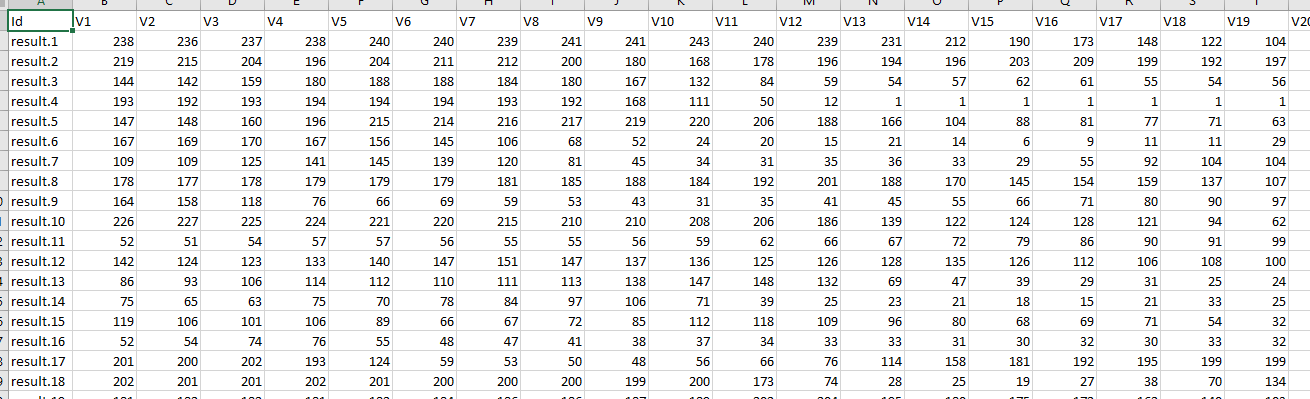 Id V1 V2 V3 V4 V5 V6 V7 V8 V9 V10 V11 V12 V13 V14 V15 V16 V17 V18 V19 V20
result.1 238 236 237 238 240 240 239 241 241 243 240 239 231 212 190 173 148 122 104
result.2 219 215 204 196 204 211 212 200 180 168 178 196 194 196 203 209 199 192 197
result.3 144 142 159 180 188 188 184 180 167 132 84 59 54 57 62 61 55 54 56
result.4 193 192 193 194 194 194 193 192 168 111 50 12 1 1 1 1 1 1 1
result.5 147 148 160 196 215 214 216 217 219 220 206 188 166 104 88 81 77 71 63
result.6 167 169 170 167 156 145 106 68 52 24 20 15 21 14 6 9 11 11 29
result.7 109 109 125 141 145 139 120 81 45 34 31 35 36 33 29 55 92 104 104
result.8 178 177 178 179 179 179 181 185 188 184 192 201 188 170 145 154 159 137 107
result.9 164 158 118 76 66 69 59 53 43 31 35 41 45 55 66 71 80 90 97
result.10 226 227 225 224 221 220 215 210 210 208 206 186 139 122 124 128 121 94 62
result.11 52 51 54 57 57 56 55 55 56 59 62 66 67 72 79 86 90 91 99
result.12 142 124 123 133 140 147 151 147 137 136 125 126 128 135 126 112 106 108 100
result.13 86 93 106 114 112 110 111 113 138 147 148 132 69 47 39 29 31 25 24
result.14 75 65 63 75 70 78 84 97 106 71 39 25 23 21 18 15 21 33 25
result.15 119 106 101 106 89 66 67 72 85 112 118 109 96 80 68 69 71 54 32
result.16 52 54 74 76 55 48 47 41 38 37 34 33 33 31 30 32 30 33 32
result.17 201 200 202 193 124 59 53 50 48 56 66 76 114 158 181 192 195 199 199
result.18 202 201 201 202 201 200 200 200 199 200 173 74 28 25 19 27 38 70 134